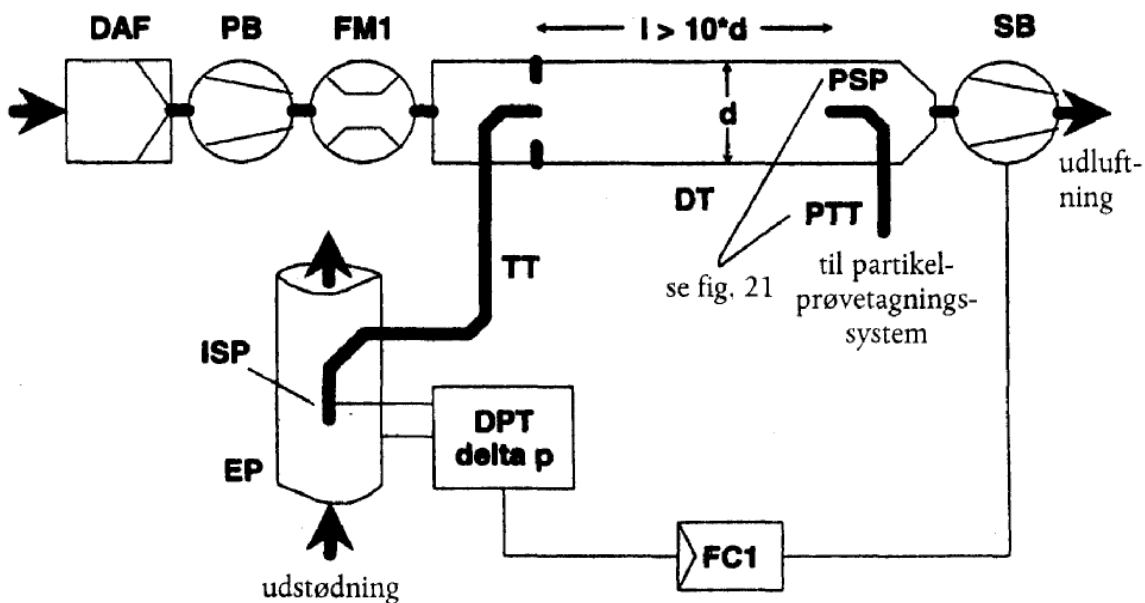 DAF
PB
FM1
l > 10*d
SB
PSP
d
DT
PTT
udluft-
ning
TT
se fig. 21
til partikel-
prøvetagnings-
system
ISP
DPT
delta p
EP
FC1
udstødning